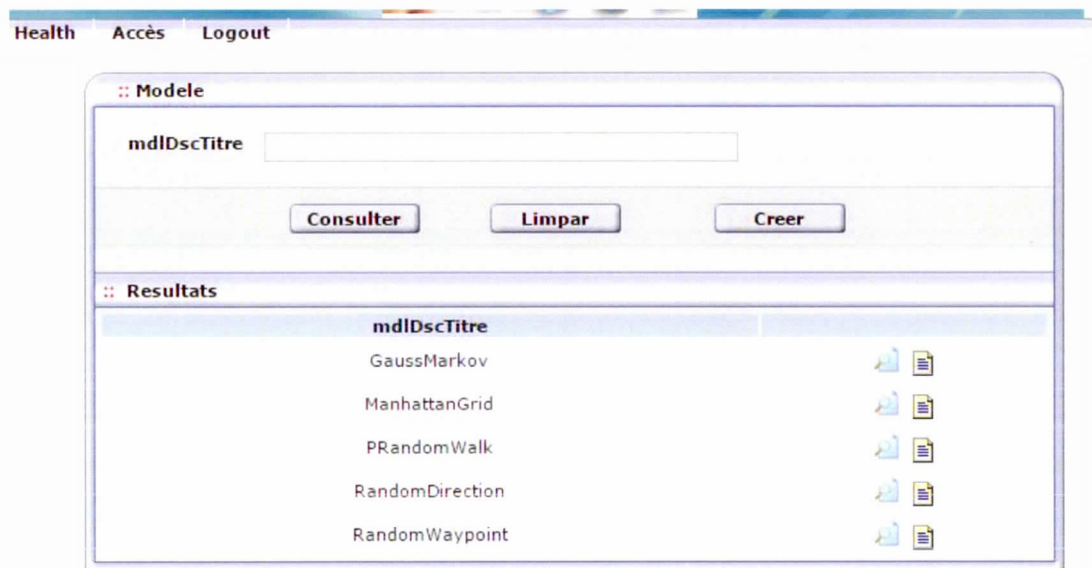 Health Accès Logout
:: Modele
mdlDscTitre
Consulter Limpar Creer
:: Resultats
mdlDscTitre
GaussMarkov
ManhattanGrid
PRandomWalk
RandomDirection
RandomWaypoint